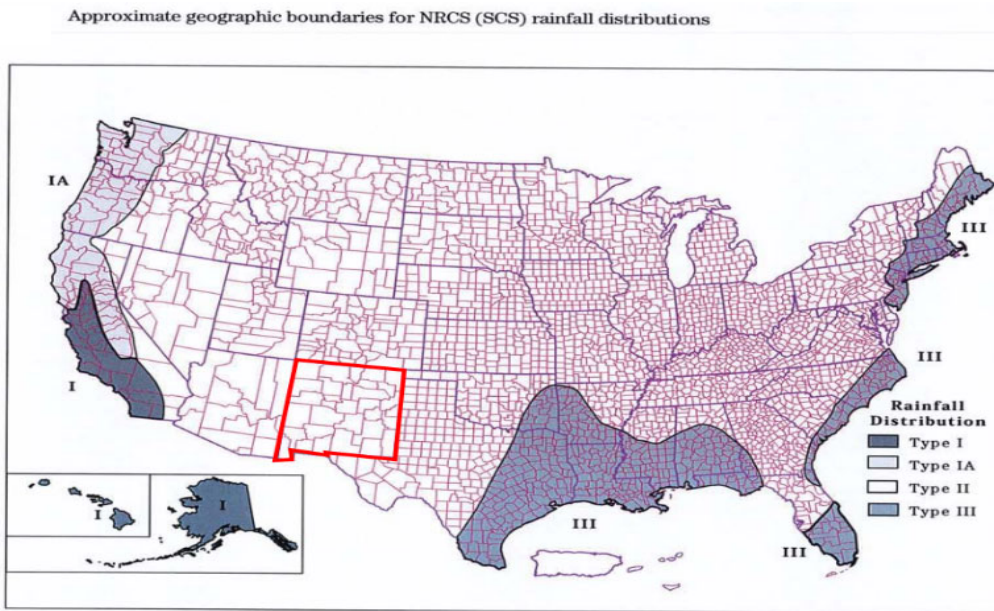 Approximate geographic boundaries for NRCS (SCS) rainfall distributions
IA
III
III
I
Rainfall
Distribution
Type I
Type IA
Type II
Type III
I
I
III
III